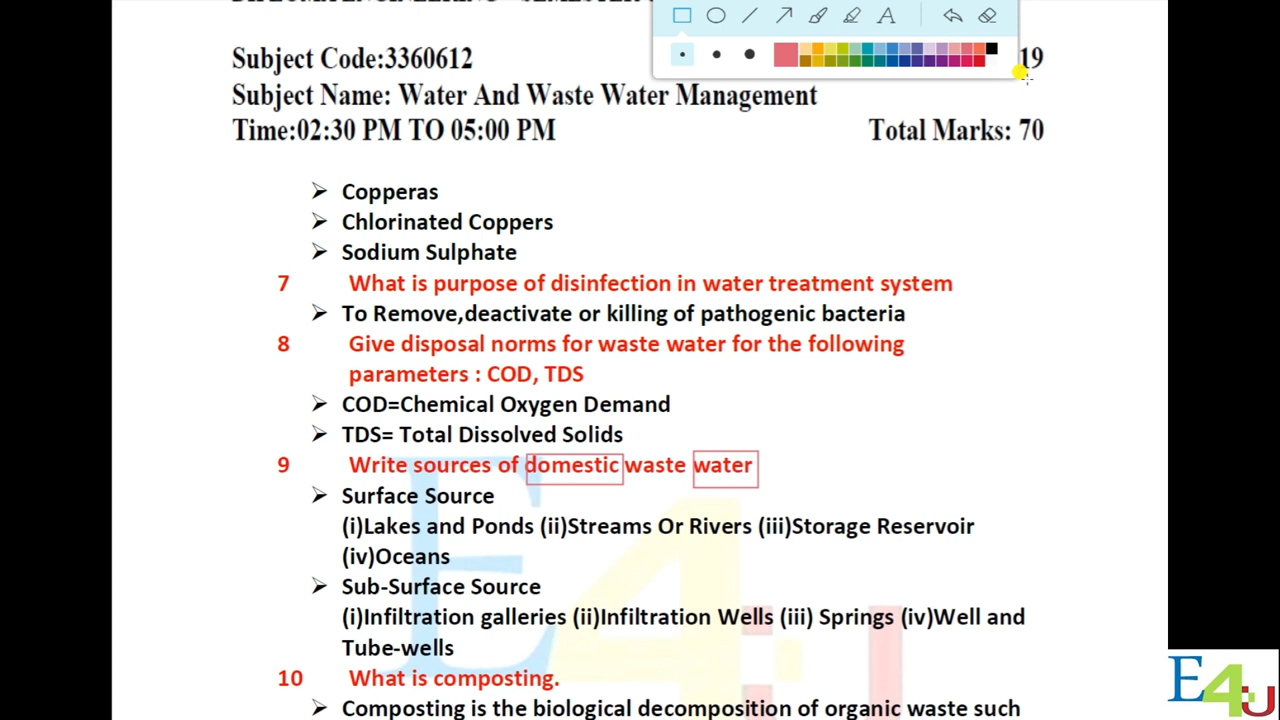 Subject Code:3360612
19
Subject Name: Water And Waste Water Management
Time:02:30 PM TO 05:00 PM Total Marks: 70
➢ Copperas
➢ Chlorinated Coppers
➢ Sodium Sulphate
7 What is purpose of disinfection in water treatment system
➢ To Remove,deactivate or killing of pathogenic bacteria
8 Give disposal norms for waste water for the following
parameters : COD, TDS
➢ COD=Chemical Oxygen Demand
➢ TDS= Total Dissolved Solids
9 Write sources of domestic waste water
➢ Surface Source
(i)Lakes and Ponds (ii)Streams Or Rivers (iii)Storage Reservoir
(iv)Oceans
➢ Sub-Surface Source
(i)Infiltration galleries (ii)Infiltration Wells (iii) Springs (iv)Well and
Tube-wells
10 What is composting.
➢ Composting is the biological decomposition of organic waste such
E4U